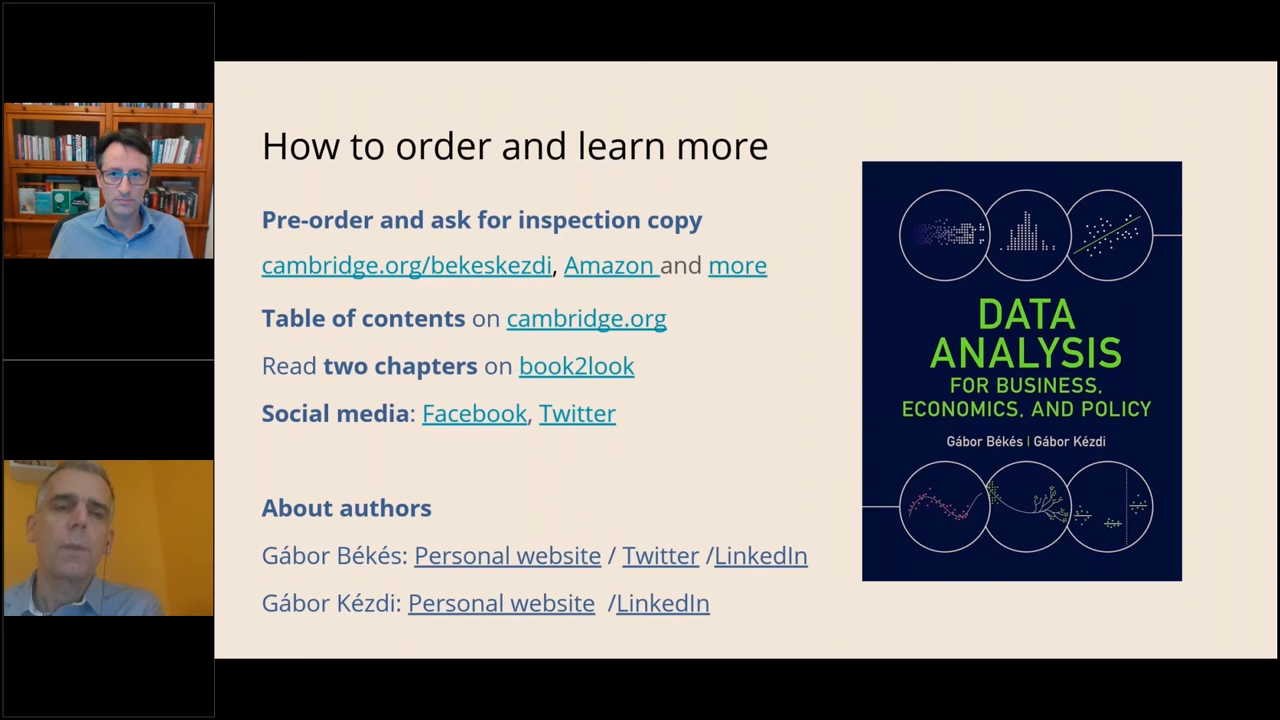 How to order and learn more
Pre-order and ask for inspection copy
cambridge.org/bekeskezdi, Amazon and more
Table of contents on cambridge.org
Read two chapters on book2look
Social media: Facebook, Twitter
About authors
Gábor Békés: Personal website / Twitter /LinkedIn
Gábor Kézdi: Personal website /LinkedIn
DATA
ANALYSIS
FOR BUSINESS,
ECONOMICS, AND POLICY
Gábor Békés | Gábor Kézdi